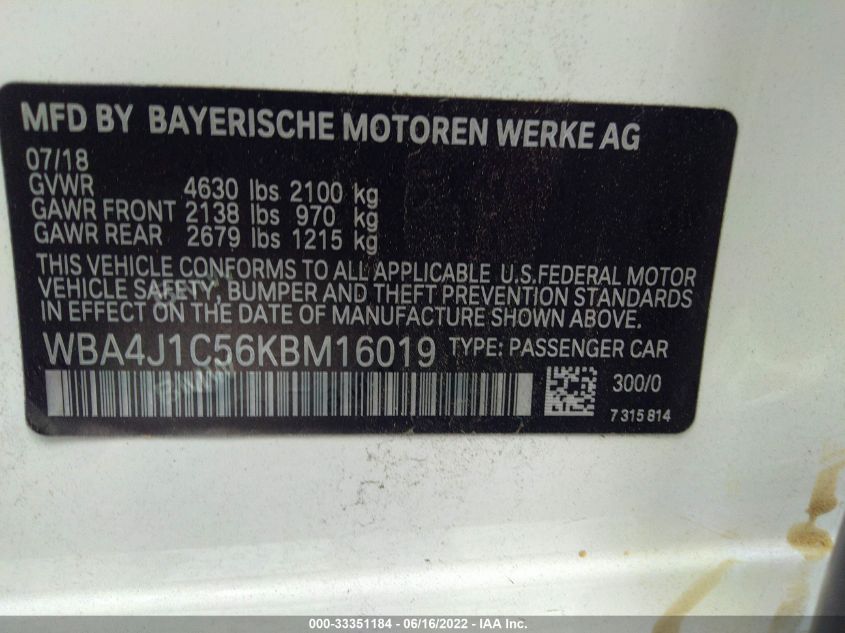 MFD BY BAYERISCHE MOTOREN WERKE AG
07/18
GVWR 4630 lbs 2100 kg
GAWR FRONT 2138 lbs 970 kg
GAWR REAR 2679 lbs 1215 kg
THIS VEHICLE CONFORMS TO ALL APPLICABLE U.S.FEDERAL MOTOR
VEHICLE SAFETY, BUMPER AND THEFT PREVENTION STANDARDS
IN EFFECT ON THE DATE OF MANUFACTURE SHOWN ABOVE.
WBA4J1C56KBM16019 TYPE: PASSENGER CAR
300/0
7315814
000-33351184 - 06/16/2022 - IAA Inc.